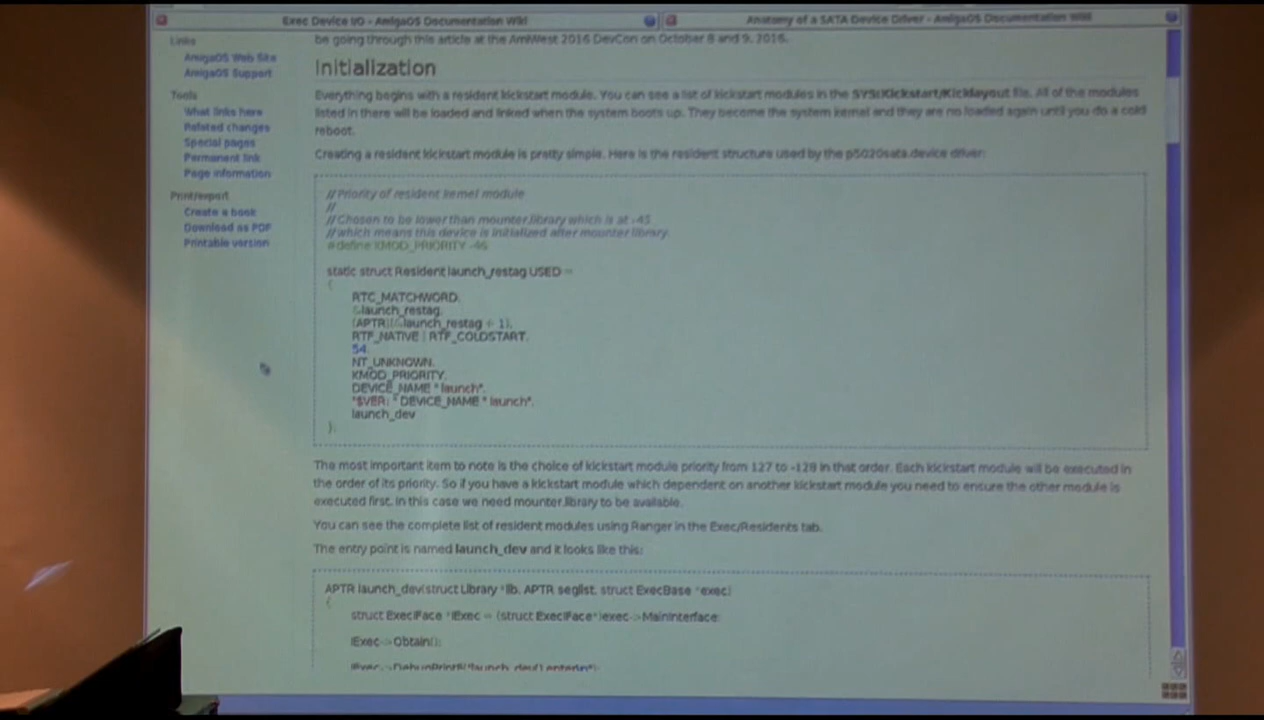 Exec Device I/O - AmigaOS Documentation Wiki
Anatomy of a SATA Device Driver - AmigaOS Documentation Wiki
Links
AmigaOS Web Site
AmigaOS Support
Tools
What links here
Related changes
Special pages
Permanent link
Page information
Print/export
Create a book
Download as PDF
Printable version
be going through this article at the AmiWest 2016 DevCon on October 8 and 9, 2016.
Initialization
Everything begins with a resident kickstart module. You can see a list of kickstart modules in the SYS:Kickstart/Kicklayout file. All of the modules
listed in there will be loaded and linked when the system boots up. They become the system kernel and they are no loaded again until you do a cold
reboot.
Creating a resident kickstart module is pretty simple. Here is the resident structure used by the p5020sata.device driver:
// Priority of resident kernel module
//
// Chosen to be lower than mounter.library which is at -45
// which means this device is initialized after mounter library.
#define KMOD_PRIORITY -46
static struct Resident launch_restag USED =
{
RTC_MATCHWORD,
&launch_restag,
(APTR)(&launch_restag + 1),
RTF_NATIVE | RTF_COLDSTART,
54,
NT_UNKNOWN,
KMOD_PRIORITY,
DEVICE_NAME " launch",
"$VER: " DEVICE_NAME " launch",
launch_dev
};
The most important item to note is the choice of kickstart module priority from 127 to -128 in that order. Each kickstart module will be executed in
the order of its priority. So if you have a kickstart module which dependent on another kickstart module you need to ensure the other module is
executed first. In this case we need mounter.library to be available.
You can see the complete list of resident modules using Ranger in the Exec/Residents tab.
The entry point is named launch_dev and it looks like this:
APTR launch_dev(struct Library *lib, APTR seglist, struct ExecBase *exec)
{
struct ExecIFace *IExec = (struct ExecIFace*)exec->MainInterface;
IExec->Obtain();
IExec->DebugPrintF("launch_dev() enter\n");